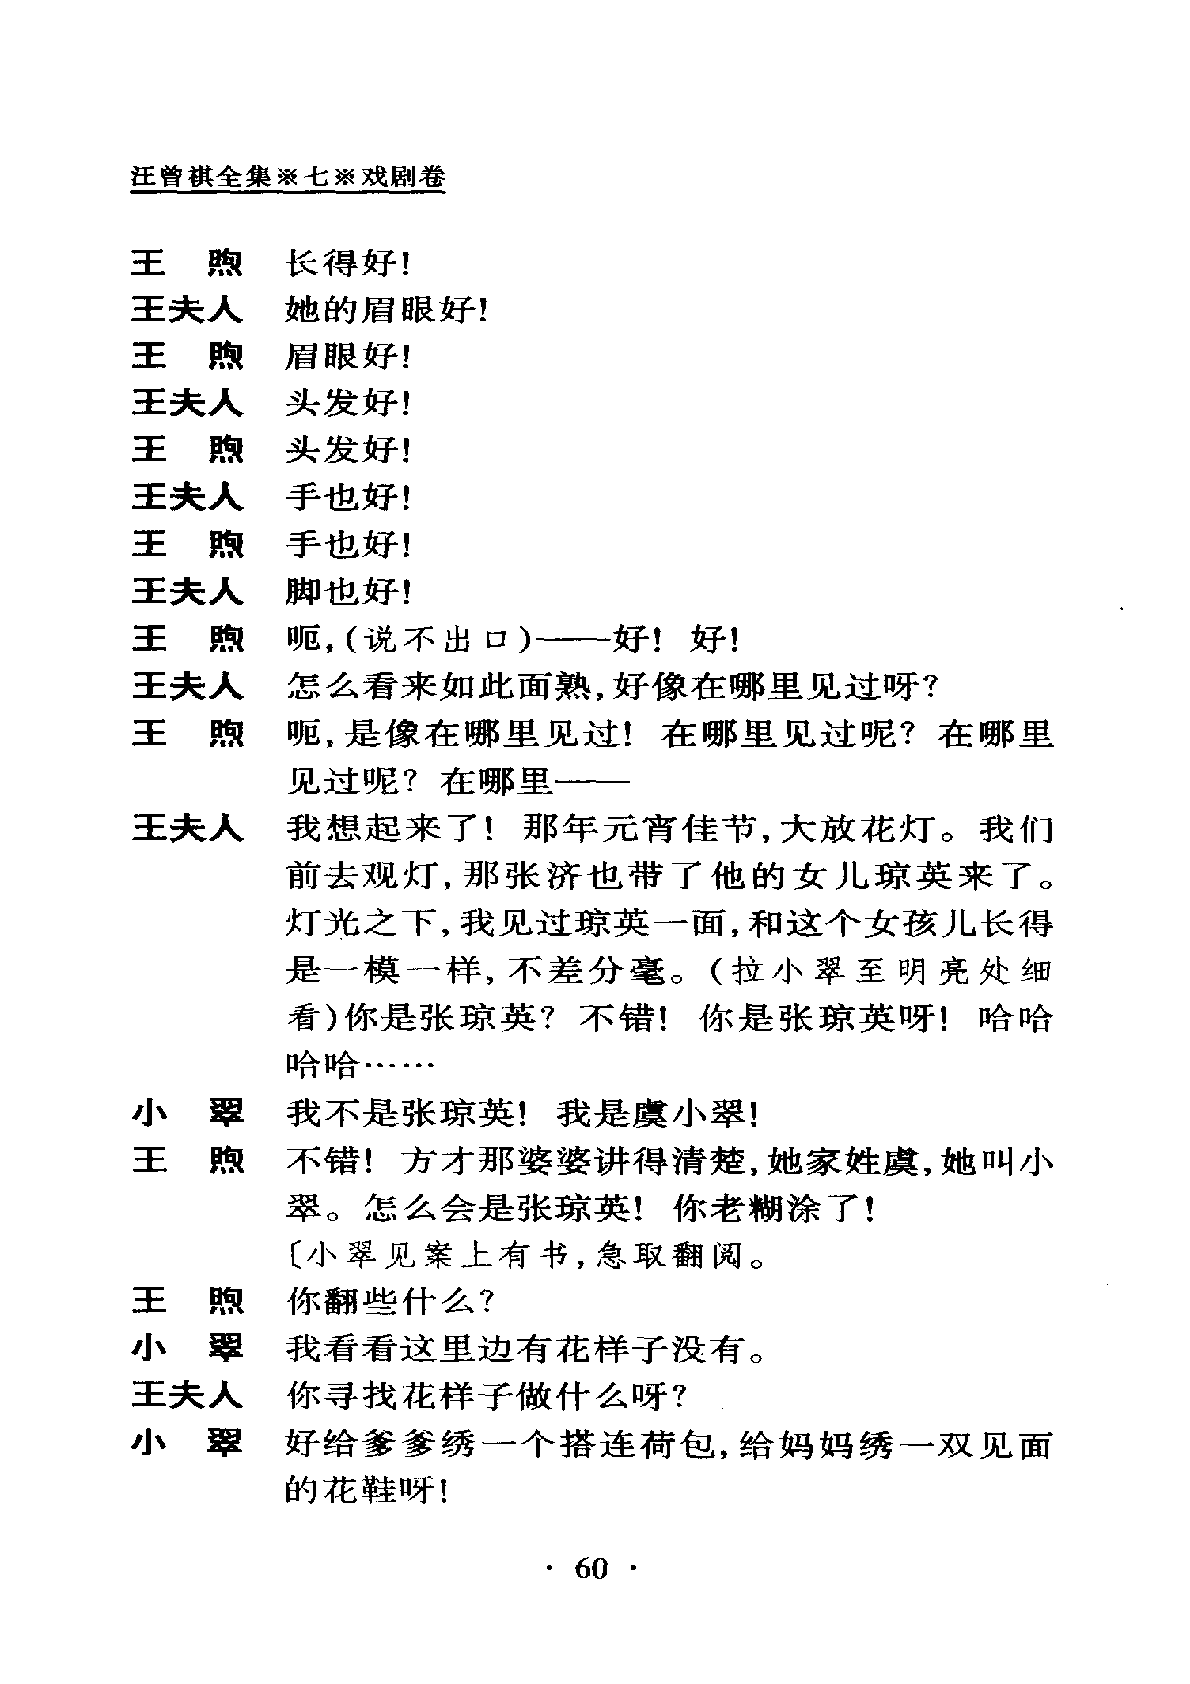 汪曾祺全集※七※戏剧卷
王　煦　长得好！
王夫人　她的眉眼好！
王　煦　眉眼好！
王夫人　头发好！
王　煦　头发好！
王夫人　手也好！
王　煦　手也好！
王夫人　脚也好！
王　煦　呃，（说不出口）——好！ 好！
王夫人　怎么看来如此面熟，好像在哪里见过呀？
王　煦　呃，是像在哪里见过！ 在哪里见过呢？ 在哪里
见过呢？ 在哪里——
王夫人　我想起来了！ 那年元宵佳节，大放花灯。我们
前去观灯，那张济也带了他的女儿琼英来了。
灯光之下，我见过琼英一面，和这个女孩儿长得
是一模一样，不差分毫。（拉小翠至明亮处细
看）你是张琼英？ 不错！ 你是张琼英呀！ 哈哈
哈哈……
小　翠　我不是张琼英！ 我是虞小翠！
王　煦　不错！ 方才那婆婆讲得清楚，她家姓虞，她叫小
翠。怎么会是张琼英！ 你老糊涂了！
〔小翠见案上有书，急取翻阅。
王　煦　你翻些什么？
小　翠　我看看这里边有花样子没有。
王夫人　你寻找花样子做什么呀？
小　翠　好给爹爹绣一个搭连荷包，给妈妈绣一双见面
的花鞋呀！
· 60 ·